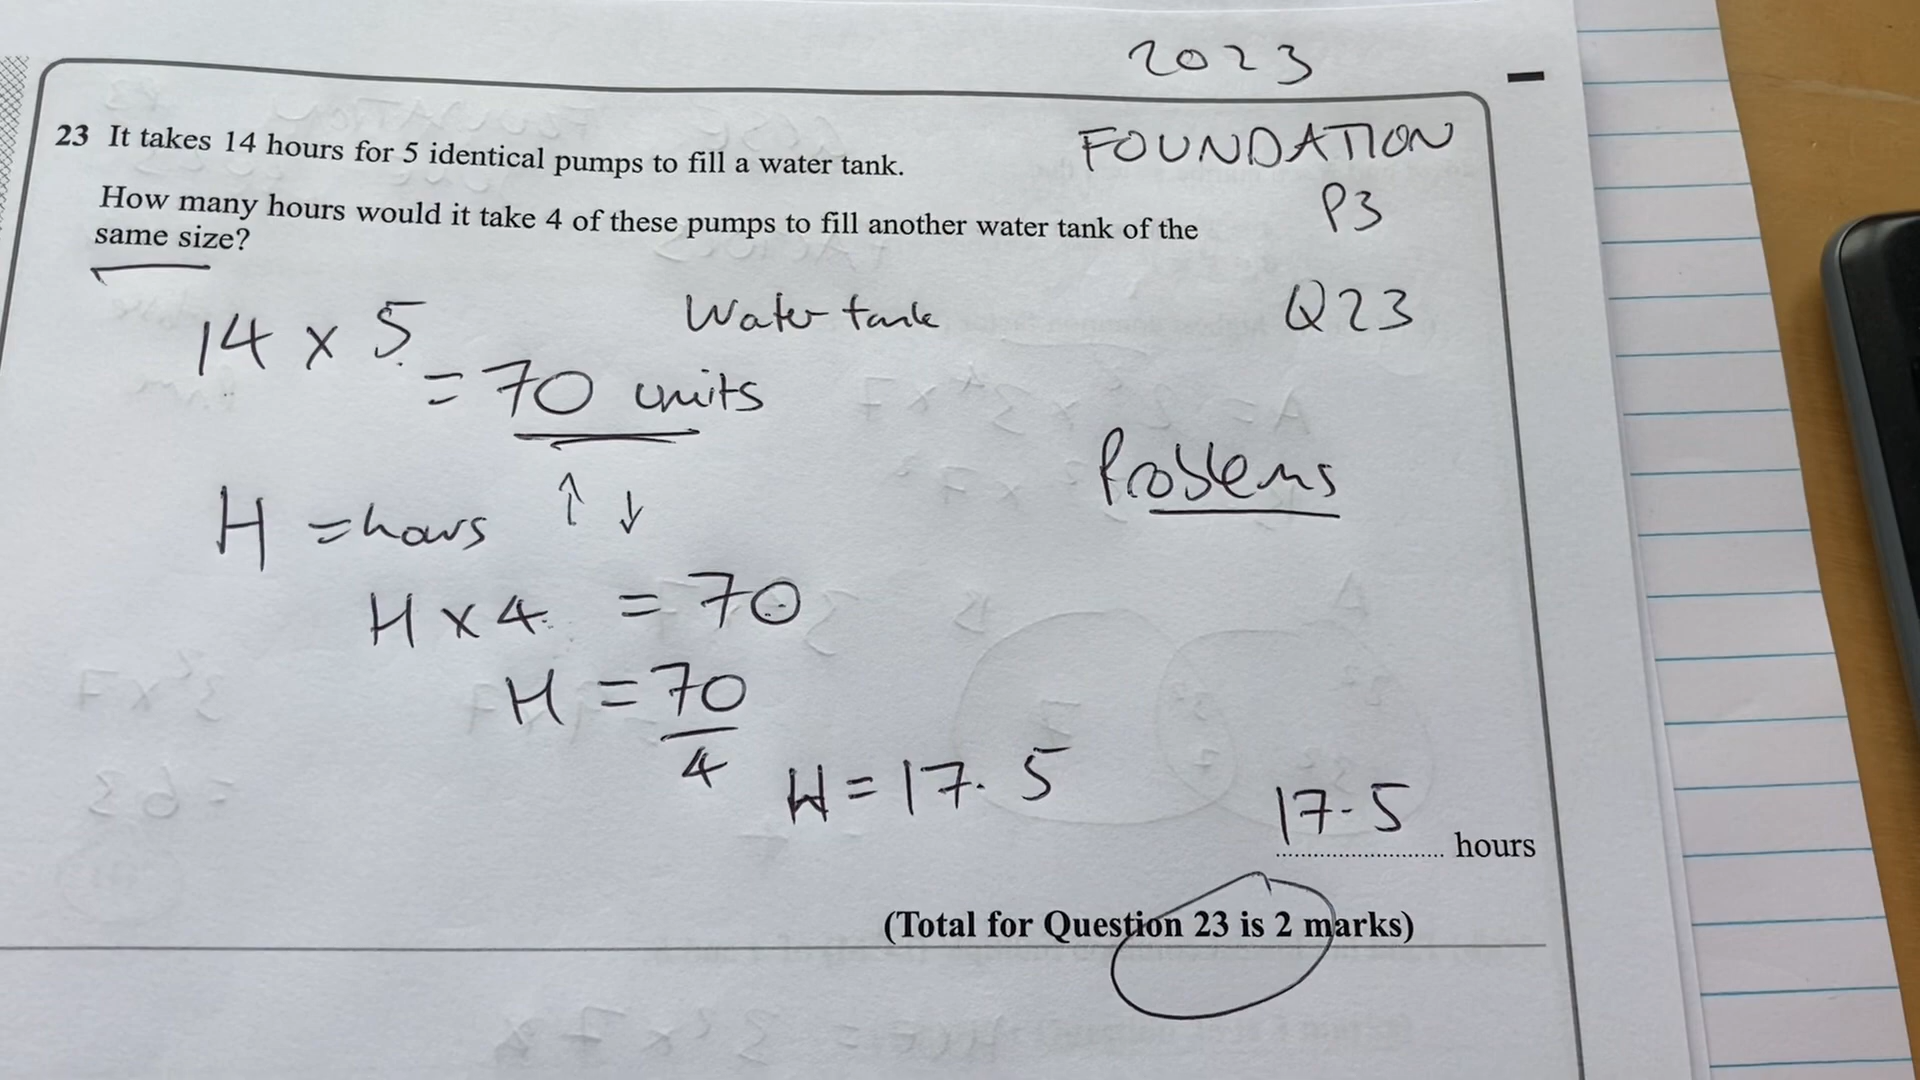 2023
23 It takes 14 hours for 5 identical pumps to fill a water tank.
FOUNDATION
P3
How many hours would it take 4 of these pumps to fill another water tank of the
same size?
Q23
14 x 5
Water tank
= 70 units
Problems
H = hours ↑ ↓
H x 4 = 70
H = 70
4
H = 17.5
17.5
hours
(Total for Question 23 is 2 marks)